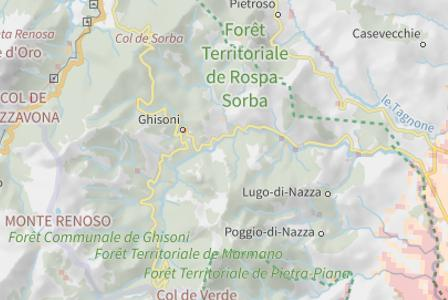 Pietroso
eta Renosa
e d'Oro
Col de Sorba
Forêt
Territoriale
de Rospa-
Sorba
Casevecchie
COL DE
ZZAVONA
le Tagnone
Ghisoni
Lugo-di-Nazza
MONTE RENOSO
Forêt Communale de Ghisoni
Poggio-di-Nazza
Forêt Territoriale de Marmano
Forêt Territoriale de Pietra-Piana
Col de Verde